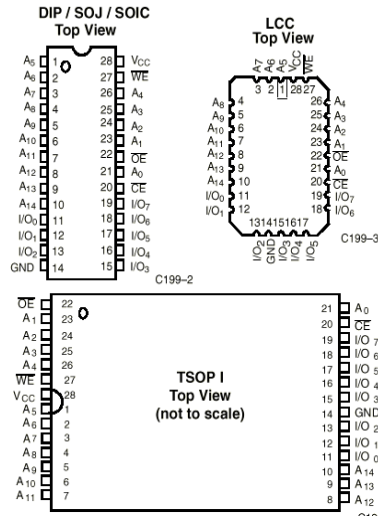 DIP / SOJ / SOIC
Top View
A5 1 28 VCC
A6 2 27 WE
A7 3 26 A4
A8 4 25 A3
A9 5 24 A2
A10 6 23 A1
A11 7 22 OE
A12 8 21 A0
A13 9 20 CE
A14 10 19 I/O7
I/O0 11 18 I/O6
I/O1 12 17 I/O5
I/O2 13 16 I/O4
GND 14 15 I/O3
C199–2
LCC
Top View
A7 A6 A5 VCC WE
3 2 1 28 27
A8 4 26 A4
A9 5 25 A3
A10 6 24 A2
A11 7 23 A1
A12 8 22 OE
A13 9 21 A0
A14 10 20 CE
I/O0 11 19 I/O7
I/O1 12 18 I/O6
13 14 15 16 17
I/O2 GND I/O3 I/O4 I/O5
C199–3
OE 22 21 A0
A1 23 20 CE
A2 24 19 I/O7
A3 25 18 I/O6
A4 26 17 I/O5
WE 27 16 I/O4
VCC 28 15 I/O3
A5 1 14 GND
A6 2 13 I/O2
A7 3 12 I/O1
A8 4 11 I/O0
A9 5 10 A14
A10 6 9 A13
A11 7 8 A12
TSOP I
Top View
(not to scale)